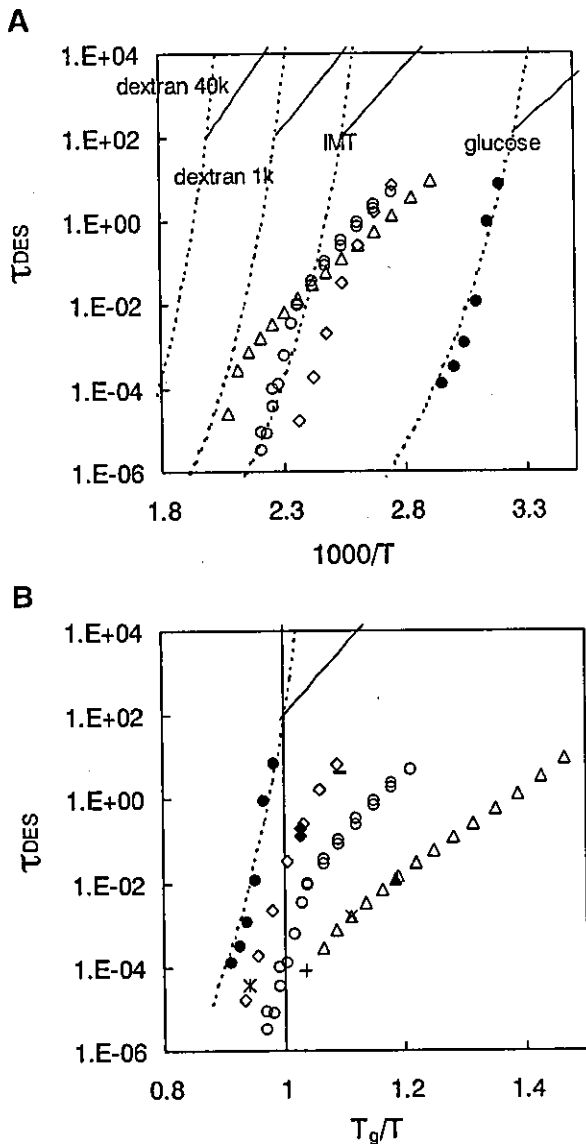 A
1.E+04
dextran 40k
1.E+02
IMT
glucose
dextran 1k
1.E+00
τDES
1.E-02
1.E-04
1.E-06
1.8
2.3
2.8
3.3
1000/T
B
1.E+04
1.E+02
1.E+00
τDES
1.E-02
1.E-04
1.E-06
0.8
1
1.2
1.4
Tg/T